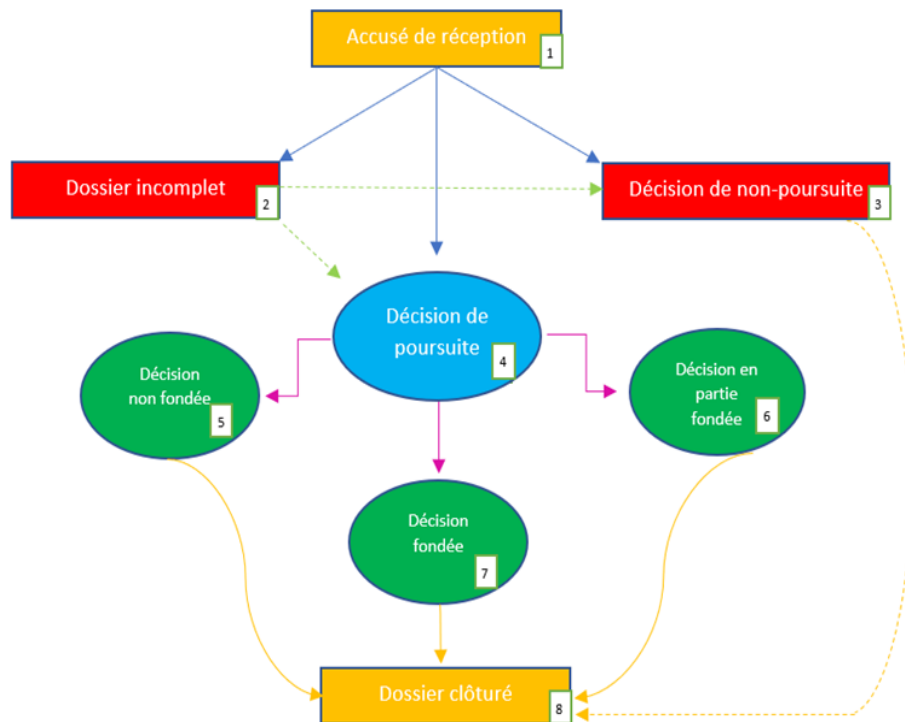 Accusé de réception
1
Dossier incomplet
2
Décision de non-poursuite
3
Décision de
poursuite
4
Décision
non fondée
5
Décision en
partie
fondée
6
Décision
fondée
7
Dossier clôturé
8